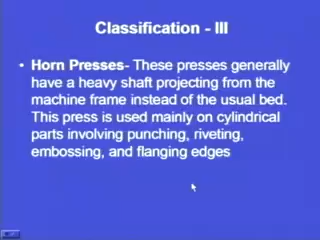 Classification - III
• Horn Presses- These presses generally
have a heavy shaft projecting from the
machine frame instead of the usual bed.
This press is used mainly on cylindrical
parts involving punching, riveting,
embossing, and flanging edges